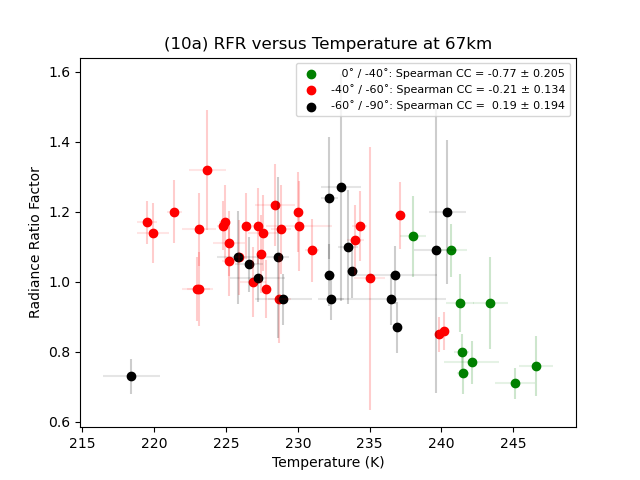 (10a) RFR versus Temperature at 67km
0˚ / -40˚: Spearman CC = -0.77 ± 0.205
-40˚ / -60˚: Spearman CC = -0.21 ± 0.134
-60˚ / -90˚: Spearman CC =  0.19 ± 0.194
Radiance Ratio Factor
1.6
1.4
1.2
1.0
0.8
0.6
215 220 225 230 235 240 245
Temperature (K)